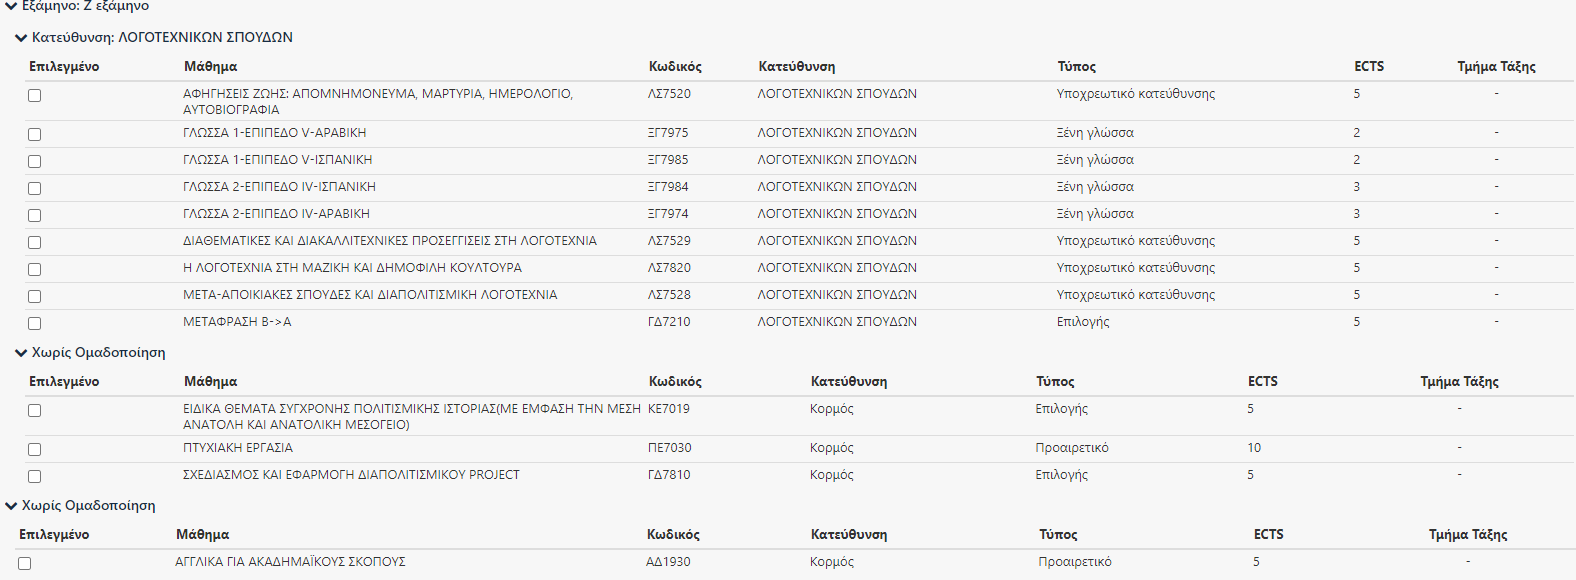 Εξάμηνο: Ζ εξάμηνο
Κατεύθυνση: ΛΟΓΟΤΕΧΝΙΚΩΝ ΣΠΟΥΔΩΝ
Επιλεγμένο Μάθημα Κωδικός Κατεύθυνση Τύπος ECTS Τμήμα Τάξης
ΑΦΗΓΗΣΕΙΣ ΖΩΗΣ: ΑΠΟΜΝΗΜΟΝΕΥΜΑ, ΜΑΡΤΥΡΙΑ, ΗΜΕΡΟΛΟΓΙΟ, ΛΣ7520 ΛΟΓΟΤΕΧΝΙΚΩΝ ΣΠΟΥΔΩΝ Υποχρεωτικό κατεύθυνσης 5 -
ΑΥΤΟΒΙΟΓΡΑΦΙΑ
ΓΛΩΣΣΑ 1-ΕΠΙΠΕΔΟ V-ΑΡΑΒΙΚΗ ΞΓ7975 ΛΟΓΟΤΕΧΝΙΚΩΝ ΣΠΟΥΔΩΝ Ξένη γλώσσα 2 -
ΓΛΩΣΣΑ 1-ΕΠΙΠΕΔΟ V-ΙΣΠΑΝΙΚΗ ΞΓ7985 ΛΟΓΟΤΕΧΝΙΚΩΝ ΣΠΟΥΔΩΝ Ξένη γλώσσα 2 -
ΓΛΩΣΣΑ 2-ΕΠΙΠΕΔΟ IV-ΙΣΠΑΝΙΚΗ ΞΓ7984 ΛΟΓΟΤΕΧΝΙΚΩΝ ΣΠΟΥΔΩΝ Ξένη γλώσσα 3 -
ΓΛΩΣΣΑ 2-ΕΠΙΠΕΔΟ IV-ΑΡΑΒΙΚΗ ΞΓ7974 ΛΟΓΟΤΕΧΝΙΚΩΝ ΣΠΟΥΔΩΝ Ξένη γλώσσα 3 -
ΔΙΑΘΕΜΑΤΙΚΕΣ ΚΑΙ ΔΙΑΚΑΛΛΙΤΕΧΝΙΚΕΣ ΠΡΟΣΕΓΓΙΣΕΙΣ ΣΤΗ ΛΟΓΟΤΕΧΝΙΑ ΛΣ7529 ΛΟΓΟΤΕΧΝΙΚΩΝ ΣΠΟΥΔΩΝ Υποχρεωτικό κατεύθυνσης 5 -
Η ΛΟΓΟΤΕΧΝΙΑ ΣΤΗ ΜΑΖΙΚΗ ΚΑΙ ΔΗΜΟΦΙΛΗ ΚΟΥΛΤΟΥΡΑ ΛΣ7820 ΛΟΓΟΤΕΧΝΙΚΩΝ ΣΠΟΥΔΩΝ Υποχρεωτικό κατεύθυνσης 5 -
ΜΕΤΑ-ΑΠΟΙΚΙΑΚΕΣ ΣΠΟΥΔΕΣ ΚΑΙ ΔΙΑΠΟΛΙΤΙΣΜΙΚΗ ΛΟΓΟΤΕΧΝΙΑ ΛΣ7528 ΛΟΓΟΤΕΧΝΙΚΩΝ ΣΠΟΥΔΩΝ Υποχρεωτικό κατεύθυνσης 5 -
ΜΕΤΑΦΡΑΣΗ Β->Α ΓΔ7210 ΛΟΓΟΤΕΧΝΙΚΩΝ ΣΠΟΥΔΩΝ Επιλογής 5 -
Χωρίς Ομαδοποίηση
Επιλεγμένο Μάθημα Κωδικός Κατεύθυνση Τύπος ECTS Τμήμα Τάξης
ΕΙΔΙΚΑ ΘΕΜΑΤΑ ΣΥΓΧΡΟΝΗΣ ΠΟΛΙΤΙΣΜΙΚΗΣ ΙΣΤΟΡΙΑΣ(ΜΕ ΕΜΦΑΣΗ ΤΗΝ ΜΕΣΗ ΚΕ7019 Κορμός Επιλογής 5 -
ΑΝΑΤΟΛΗ ΚΑΙ ΑΝΑΤΟΛΙΚΗ ΜΕΣΟΓΕΙΟ)
ΠΤΥΧΙΑΚΗ ΕΡΓΑΣΙΑ ΠΕ7030 Κορμός Προαιρετικό 10 -
ΣΧΕΔΙΑΣΜΟΣ ΚΑΙ ΕΦΑΡΜΟΓΗ ΔΙΑΠΟΛΙΤΙΣΜΙΚΟΥ PROJECT ΓΔ7810 Κορμός Επιλογής 5 -
Χωρίς Ομαδοποίηση
Επιλεγμένο Μάθημα Κωδικός Κατεύθυνση Τύπος ECTS Τμήμα Τάξης
ΑΓΓΛΙΚΑ ΓΙΑ ΑΚΑΔΗΜΑΪΚΟΥΣ ΣΚΟΠΟΥΣ ΑΔ1930 Κορμός Προαιρετικό 5 -